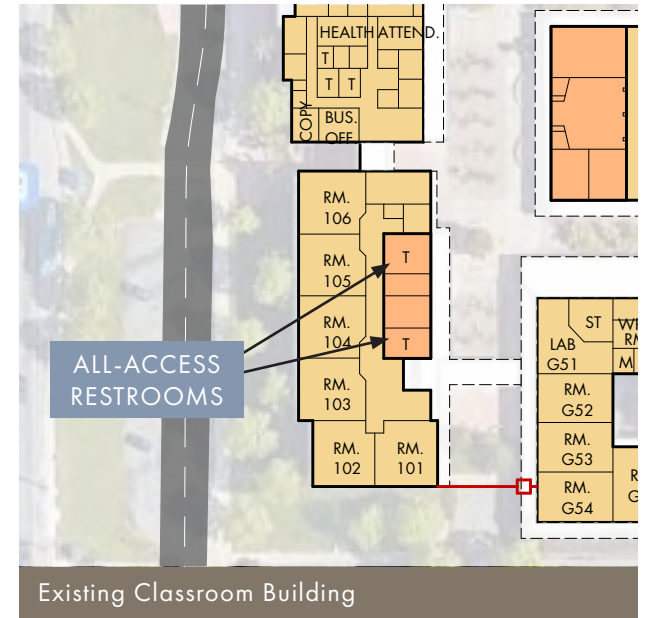 HEALTH ATTEND.
T
T T
COPY
BUS.
OFF.
RM.
106
RM.
105
RM.
104
RM.
103
RM.
102
RM.
101
T
T
ALL-ACCESS
RESTROOMS
ST
LAB
G51
M
RM.
G52
RM.
G53
RM.
G54
Existing Classroom Building